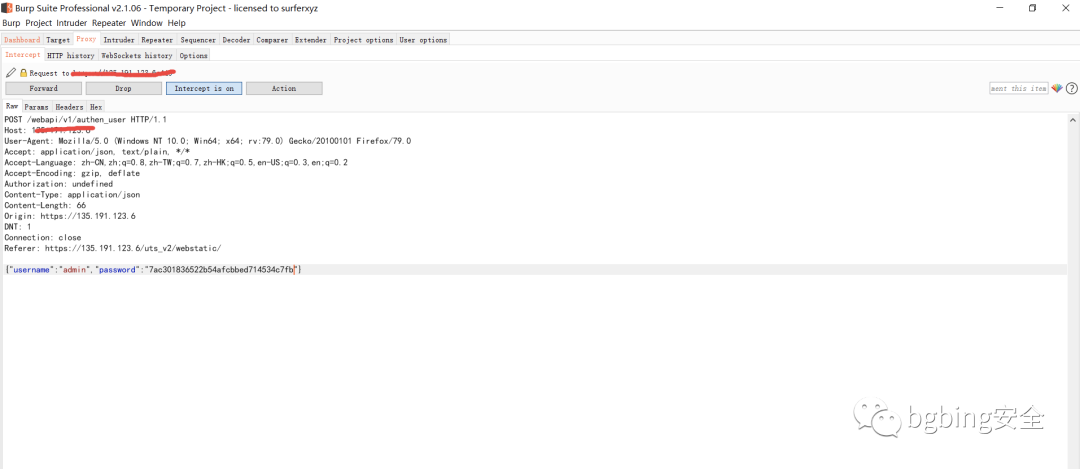 Burp Suite Professional v2.1.06 - Temporary Project - licensed to surferxyz
Burp Project Intruder Repeater Window Help
Dashboard Target Proxy Intruder Repeater Sequencer Decoder Comparer Extender Project options User options
Intercept HTTP history WebSockets history Options
Request to
Forward Drop Intercept is on Action ment this item ?
Raw Params Headers Hex
POST /webapi/v1/authen_user HTTP/1.1
Host:
User-Agent: Mozilla/5.0 (Windows NT 10.0; Win64; x64; rv:79.0) Gecko/20100101 Firefox/79.0
Accept: application/json, text/plain, */*
Accept-Language: zh-CN,zh;q=0.8,zh-TW;q=0.7,zh-HK;q=0.5,en-US;q=0.3,en;q=0.2
Accept-Encoding: gzip, deflate
Authorization: undefined
Content-Type: application/json
Content-Length: 66
Origin: https://135.191.123.6
DNT: 1
Connection: close
Referer: https://135.191.123.6/uts_v2/webstatic/
{"username":"admin","password":"7ac301836522b54afcbbed714534c7fb"}
bgbing安全